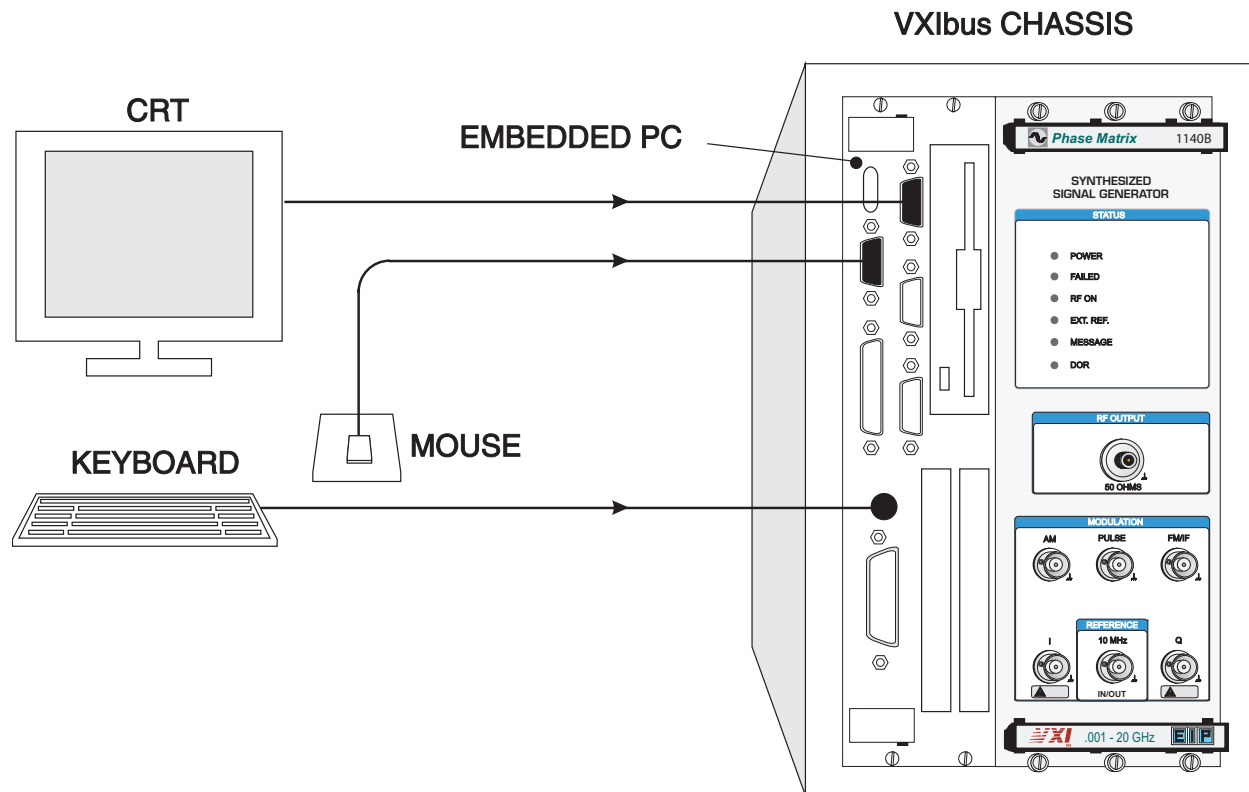 VXIbus CHASSIS
CRT
EMBEDDED PC
MOUSE
KEYBOARD
Phase Matrix 1140B
SYNTHESIZED
SIGNAL GENERATOR
STATUS
POWER
FAILED
RF ON
EXT. REF.
MESSAGE
DOR
RF OUTPUT
50 OHMS
MODULATION
AM PULSE FM/IF
REFERENCE
I 10 MHz Q
IN/OUT
VXI .001 - 20 GHz EIP